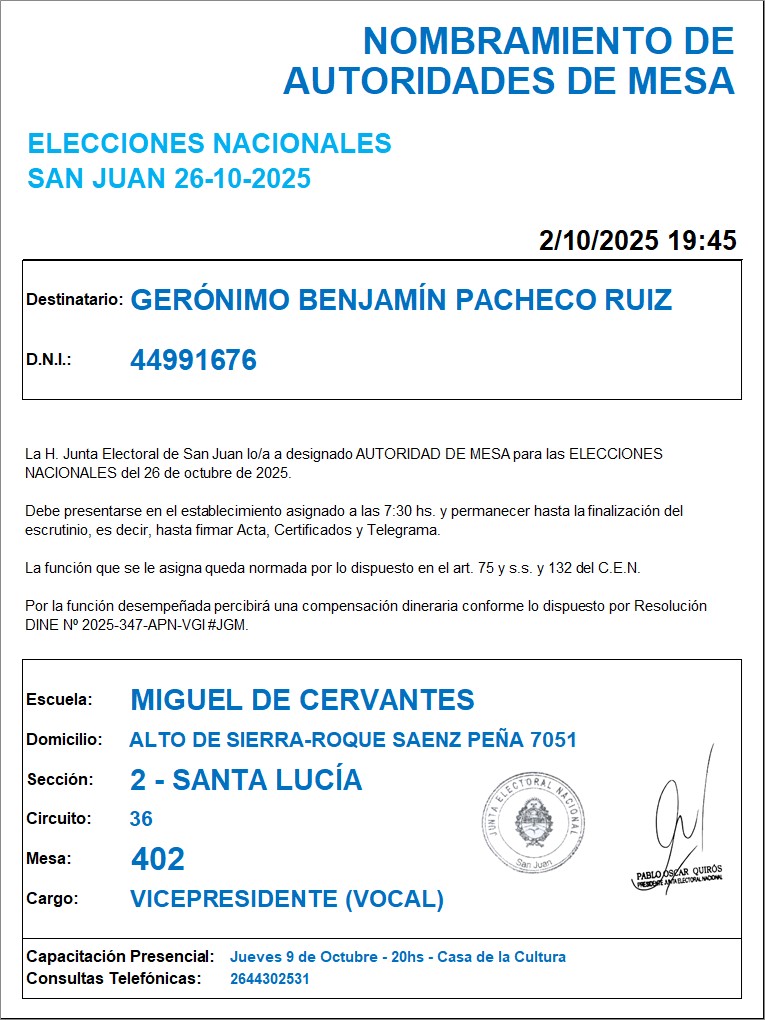 NOMBRAMIENTO DE
AUTORIDADES DE MESA
ELECCIONES NACIONALES
SAN JUAN 26-10-2025
2/10/2025 19:45
Destinatario: GERÓNIMO BENJAMÍN PACHECO RUIZ
D.N.I.: 44991676
La H. Junta Electoral de San Juan lo/a a designado AUTORIDAD DE MESA para las ELECCIONES
NACIONALES del 26 de octubre de 2025.
Debe presentarse en el establecimiento asignado a las 7:30 hs. y permanecer hasta la finalización del
escrutinio, es decir, hasta firmar Acta, Certificados y Telegrama.
La función que se le asigna queda normada por lo dispuesto en el art. 75 y s.s. y 132 del C.E.N.
Por la función desempeñada percibirá una compensación dineraria conforme lo dispuesto por Resolución
DINE Nº 2025-347-APN-VGI#JGM.
Escuela: MIGUEL DE CERVANTES
Domicilio: ALTO DE SIERRA-ROQUE SAENZ PEÑA 7051
Sección: 2 - SANTA LUCÍA
Circuito: 36
Mesa: 402
Cargo: VICEPRESIDENTE (VOCAL)
JUNTA ELECTORAL NACIONAL
San Juan
PABLO OSCAR QUIRÓS
PRESIDENTE JUNTA ELECTORAL NACIONAL
Capacitación Presencial: Jueves 9 de Octubre - 20hs - Casa de la Cultura
Consultas Telefónicas: 2644302531